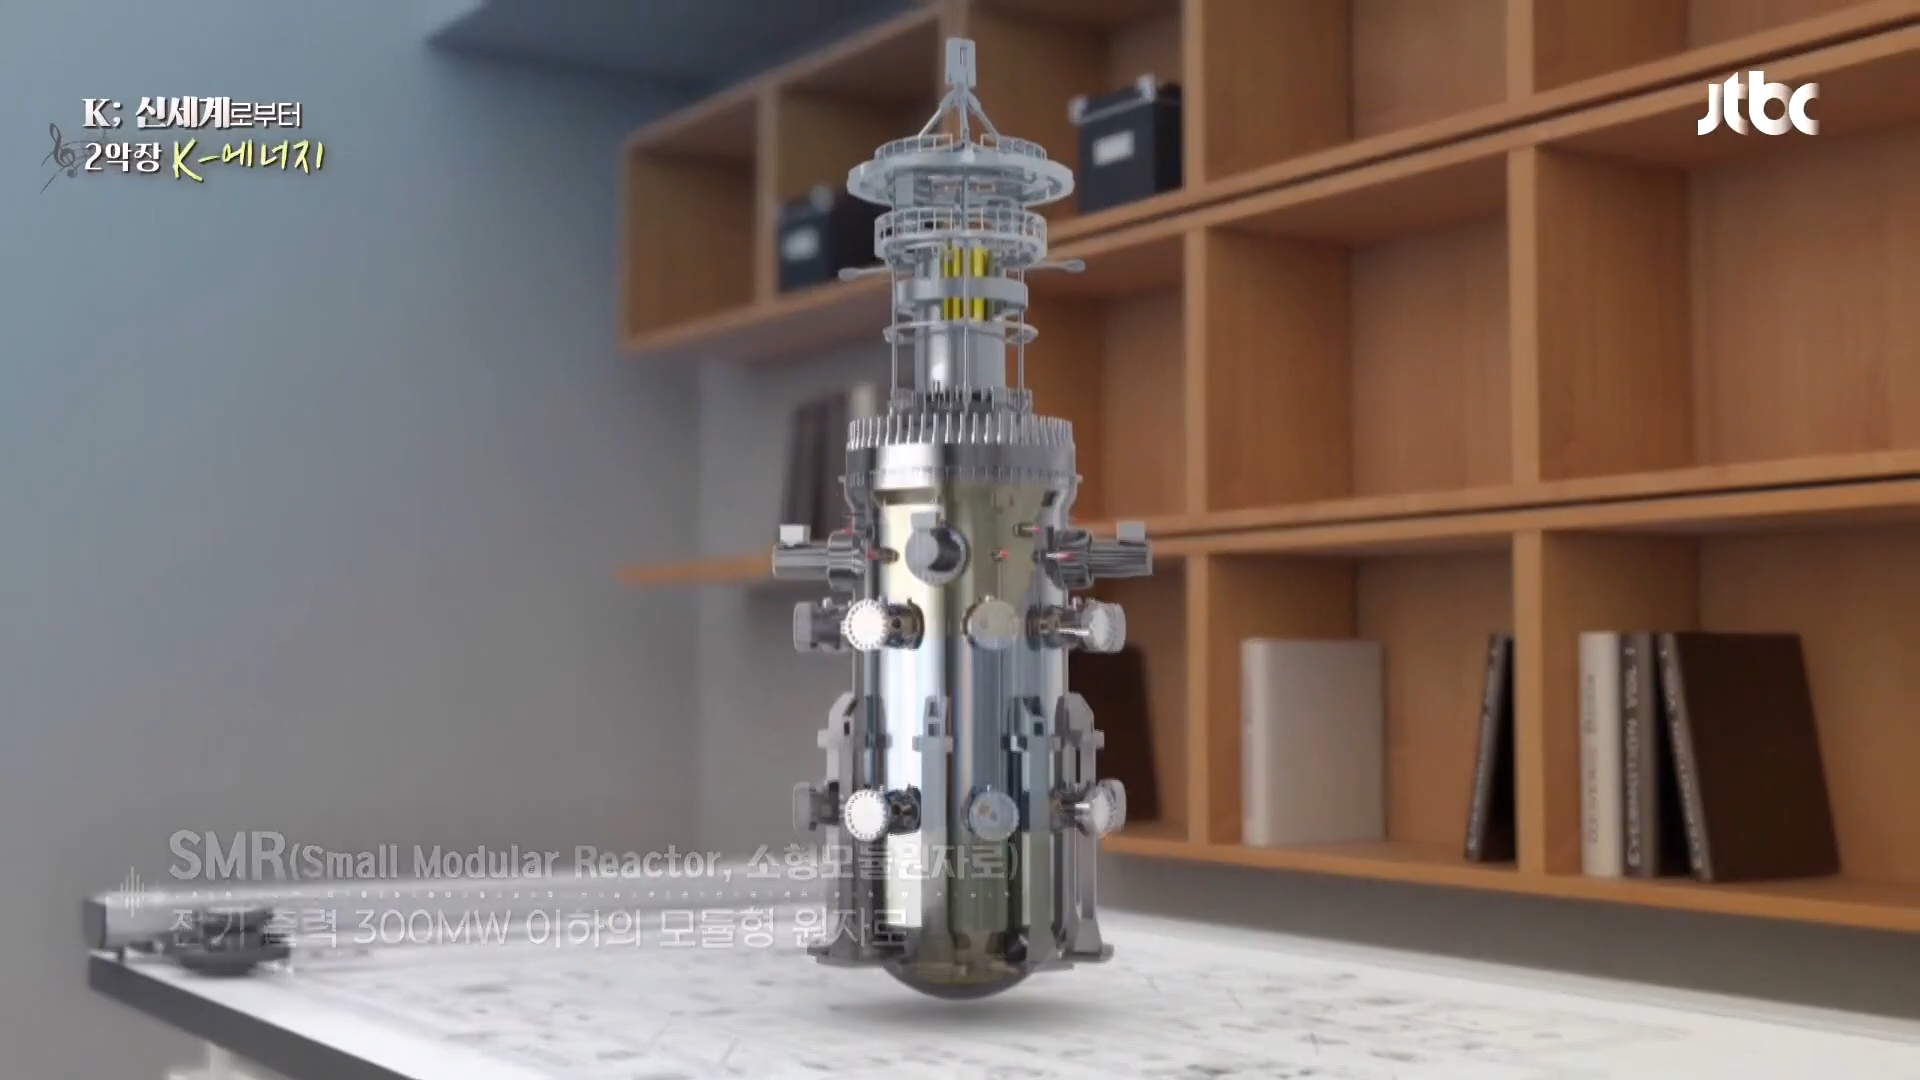 K; 신세계로부터
2악장 K-에너지
jtbc
SMR(Small Modular Reactor, 소형모듈원자로)
전기 출력 300MW 이하의 모듈형 원자로